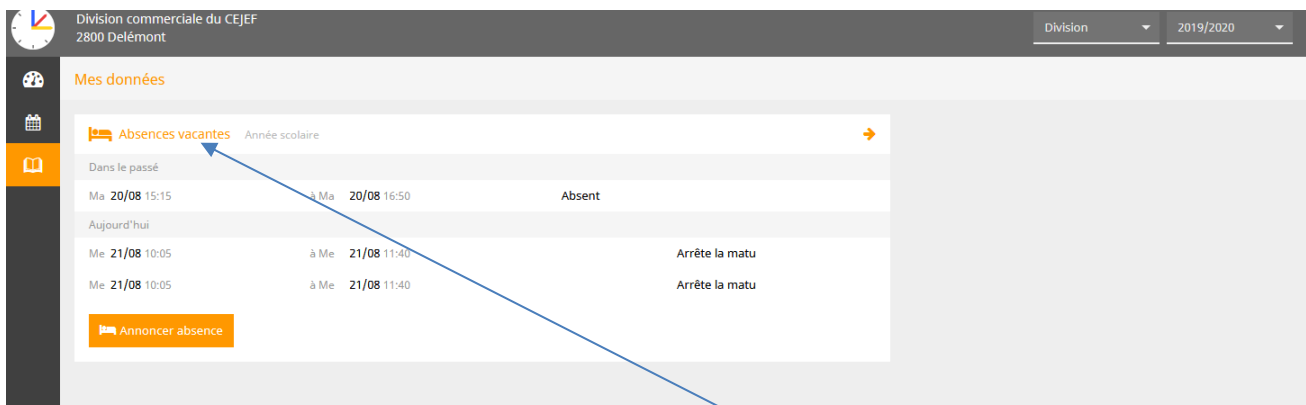 Division commerciale du CEJEF
2800 Delémont
Division 2019/2020
Mes données
Absences vacantes Année scolaire
Dans le passé
Ma 20/08 15:15 à Ma 20/08 16:50 Absent
Aujourd'hui
Me 21/08 10:05 à Me 21/08 11:40 Arrête la matu
Me 21/08 10:05 à Me 21/08 11:40 Arrête la matu
Annoncer absence